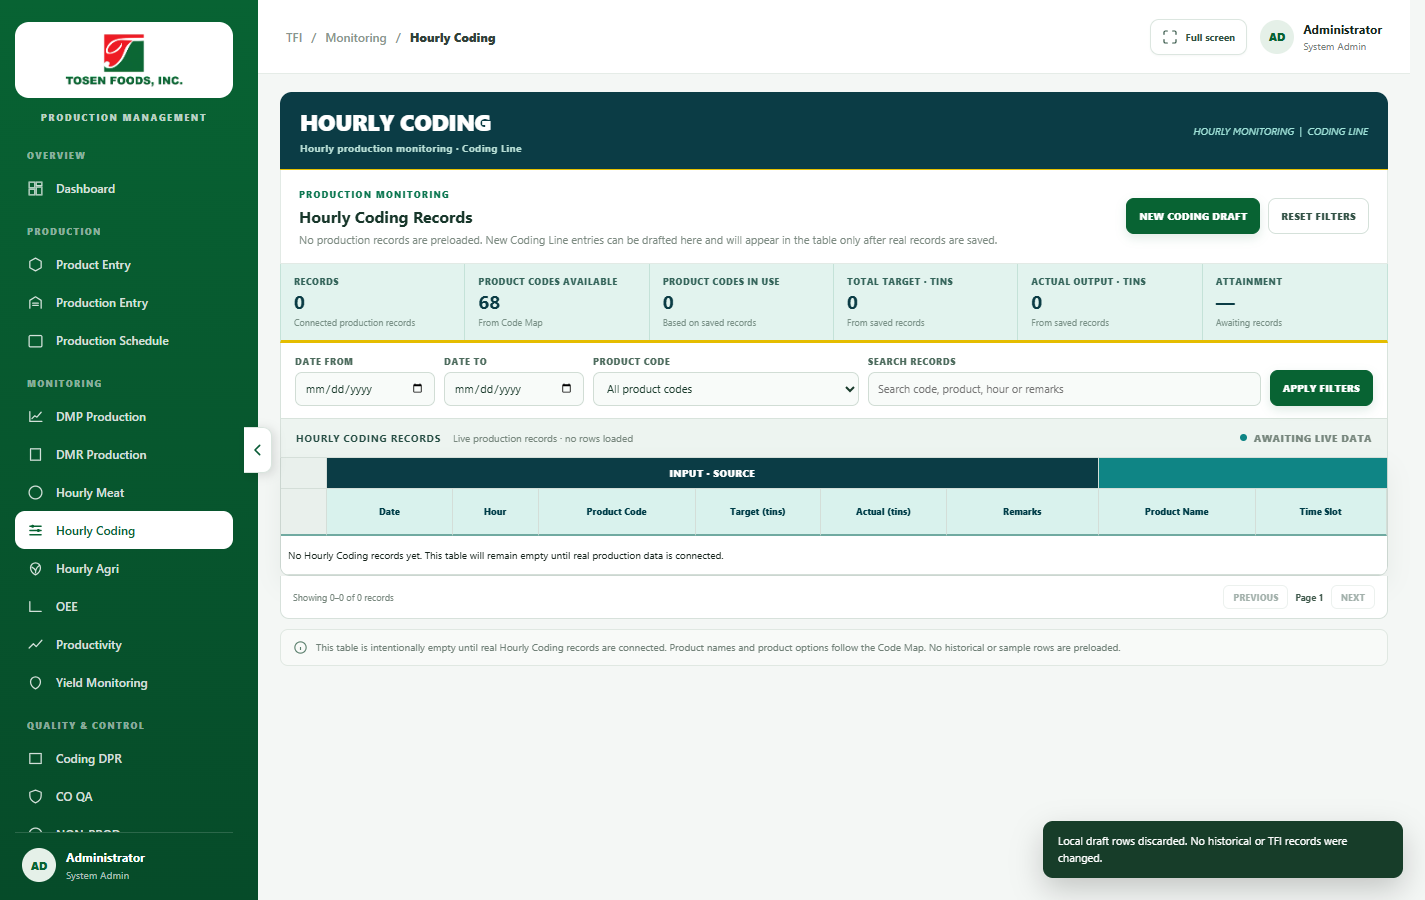 TOSEN FOODS, INC.
PRODUCTION MANAGEMENT
OVERVIEW
Dashboard
PRODUCTION
Product Entry
Production Entry
Production Schedule
MONITORING
DMP Production
DMR Production
Hourly Meat
Hourly Coding
Hourly Agri
OEE
Productivity
Yield Monitoring
QUALITY & CONTROL
Coding DPR
CO QA
AD
Administrator
System Admin
TFI / Monitoring / Hourly Coding
Full screen
AD
Administrator
System Admin
HOURLY CODING
Hourly production monitoring · Coding Line
HOURLY MONITORING | CODING LINE
PRODUCTION MONITORING
Hourly Coding Records
No production records are preloaded. New Coding Line entries can be drafted here and will appear in the table only after real records are saved.
NEW CODING DRAFT
RESET FILTERS
RECORDS
0
Connected production records
PRODUCT CODES AVAILABLE
68
From Code Map
PRODUCT CODES IN USE
0
Based on saved records
TOTAL TARGET · TINS
0
From saved records
ACTUAL OUTPUT · TINS
0
From saved records
ATTAINMENT
—
Awaiting records
DATE FROM
mm/dd/yyyy
DATE TO
mm/dd/yyyy
PRODUCT CODE
All product codes
SEARCH RECORDS
Search code, product, hour or remarks
APPLY FILTERS
HOURLY CODING RECORDS Live production records · no rows loaded
AWAITING LIVE DATA
INPUT · SOURCE
Date Hour Product Code Target (tins) Actual (tins) Remarks Product Name Time Slot
No Hourly Coding records yet. This table will remain empty until real production data is connected.
Showing 0–0 of 0 records
PREVIOUS Page 1 NEXT
This table is intentionally empty until real Hourly Coding records are connected. Product names and product options follow the Code Map. No historical or sample rows are preloaded.
Local draft rows discarded. No historical or TFI records were
changed.